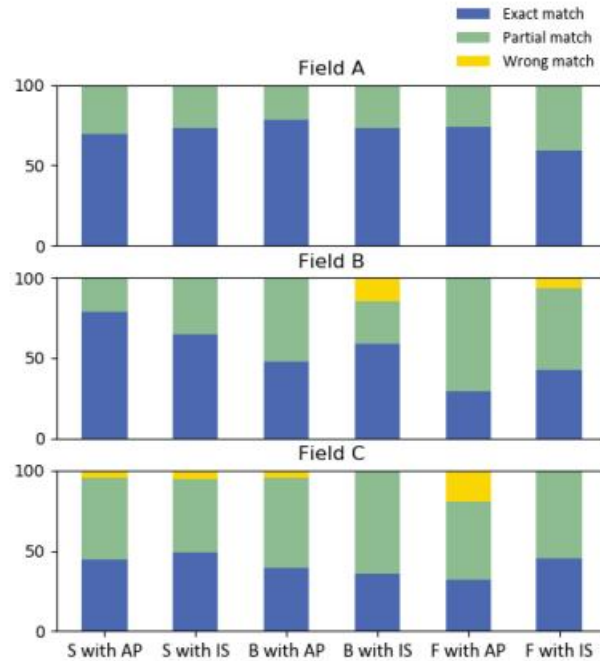 Exact match
Partial match
Wrong match
Field A
100
50
0
Field B
100
50
0
Field C
100
50
0
S with AP S with IS B with AP B with IS F with AP F with IS